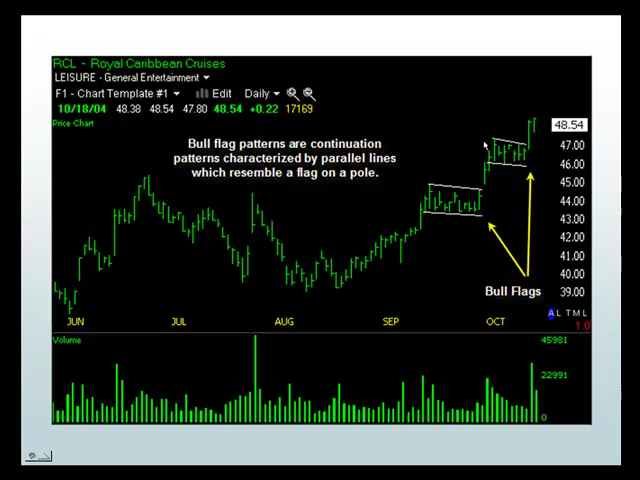 RCL - Royal Caribbean Cruises
LEISURE - General Entertainment
F1 - Chart Template #1 Edit Daily
10/18/04 48.38 48.54 47.80 48.54 +0.22 17169
Price Chart
Bull flag patterns are continuation
patterns characterized by parallel lines
which resemble a flag on a pole.
48.54
47.00
46.00
45.00
44.00
43.00
42.00
41.00
40.00
39.00
Bull Flags
A L T M L
JUN JUL AUG SEP OCT
1.0
Volume
45981
22991
0